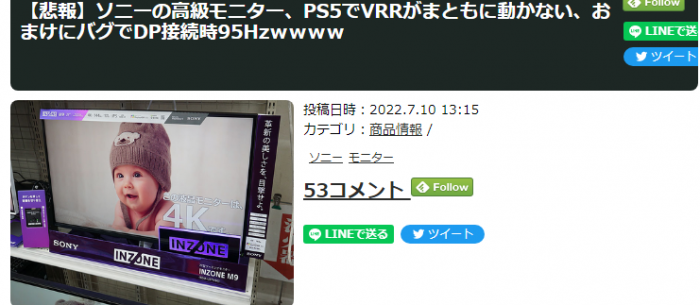 【悲報】ソニーの高級モニター、PS5でVRRがまともに動かない、お
まけにバグでDP接続時95Hzwwww
Follow
LINEで送
ツイート
投稿日時：2022.7.10 13:15
カテゴリ：商品情報 /
ソニー モニター
53コメント Follow
LINEで送る ツイート
SONY
革新の美しさを、目撃せよ。
4K
SONY
INZONE
INZONE
INZONE M9